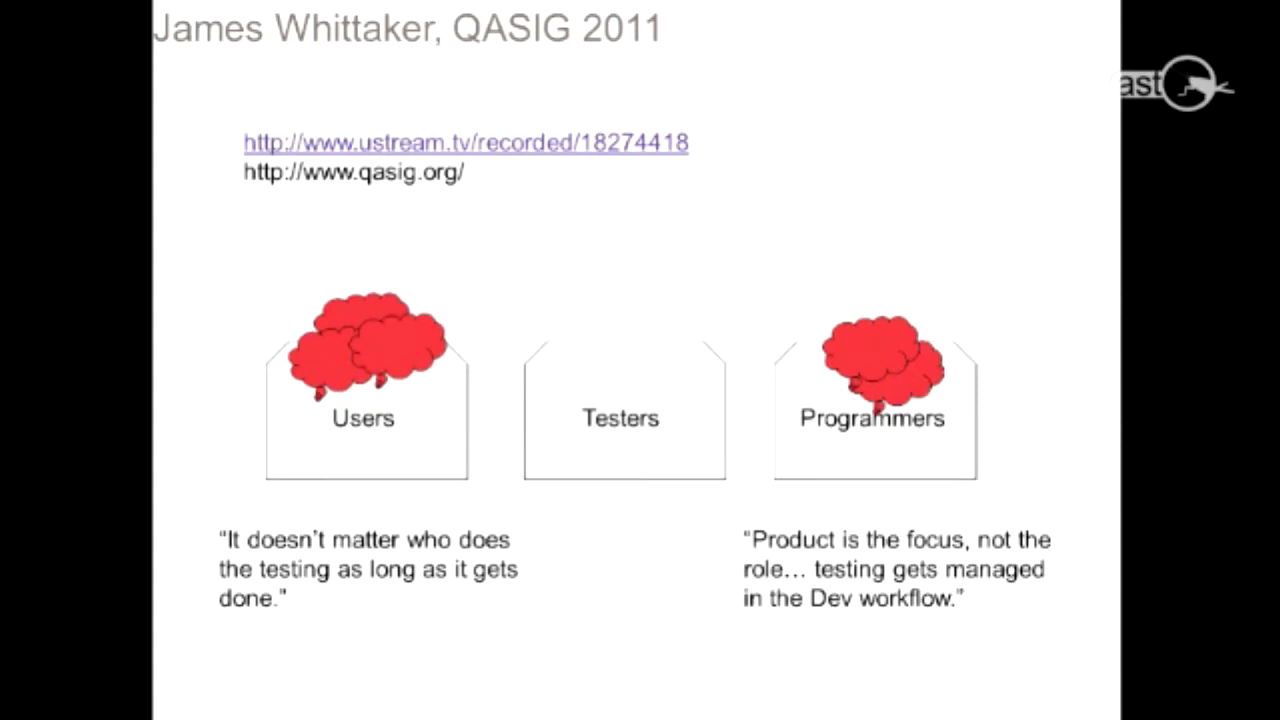 James Whittaker, QASIG 2011
ast
http://www.ustream.tv/recorded/18274418
http://www.qasig.org/
Users
Testers
Programmers
“It doesn’t matter who does
the testing as long as it gets
done.”
“Product is the focus, not the
role… testing gets managed
in the Dev workflow.”